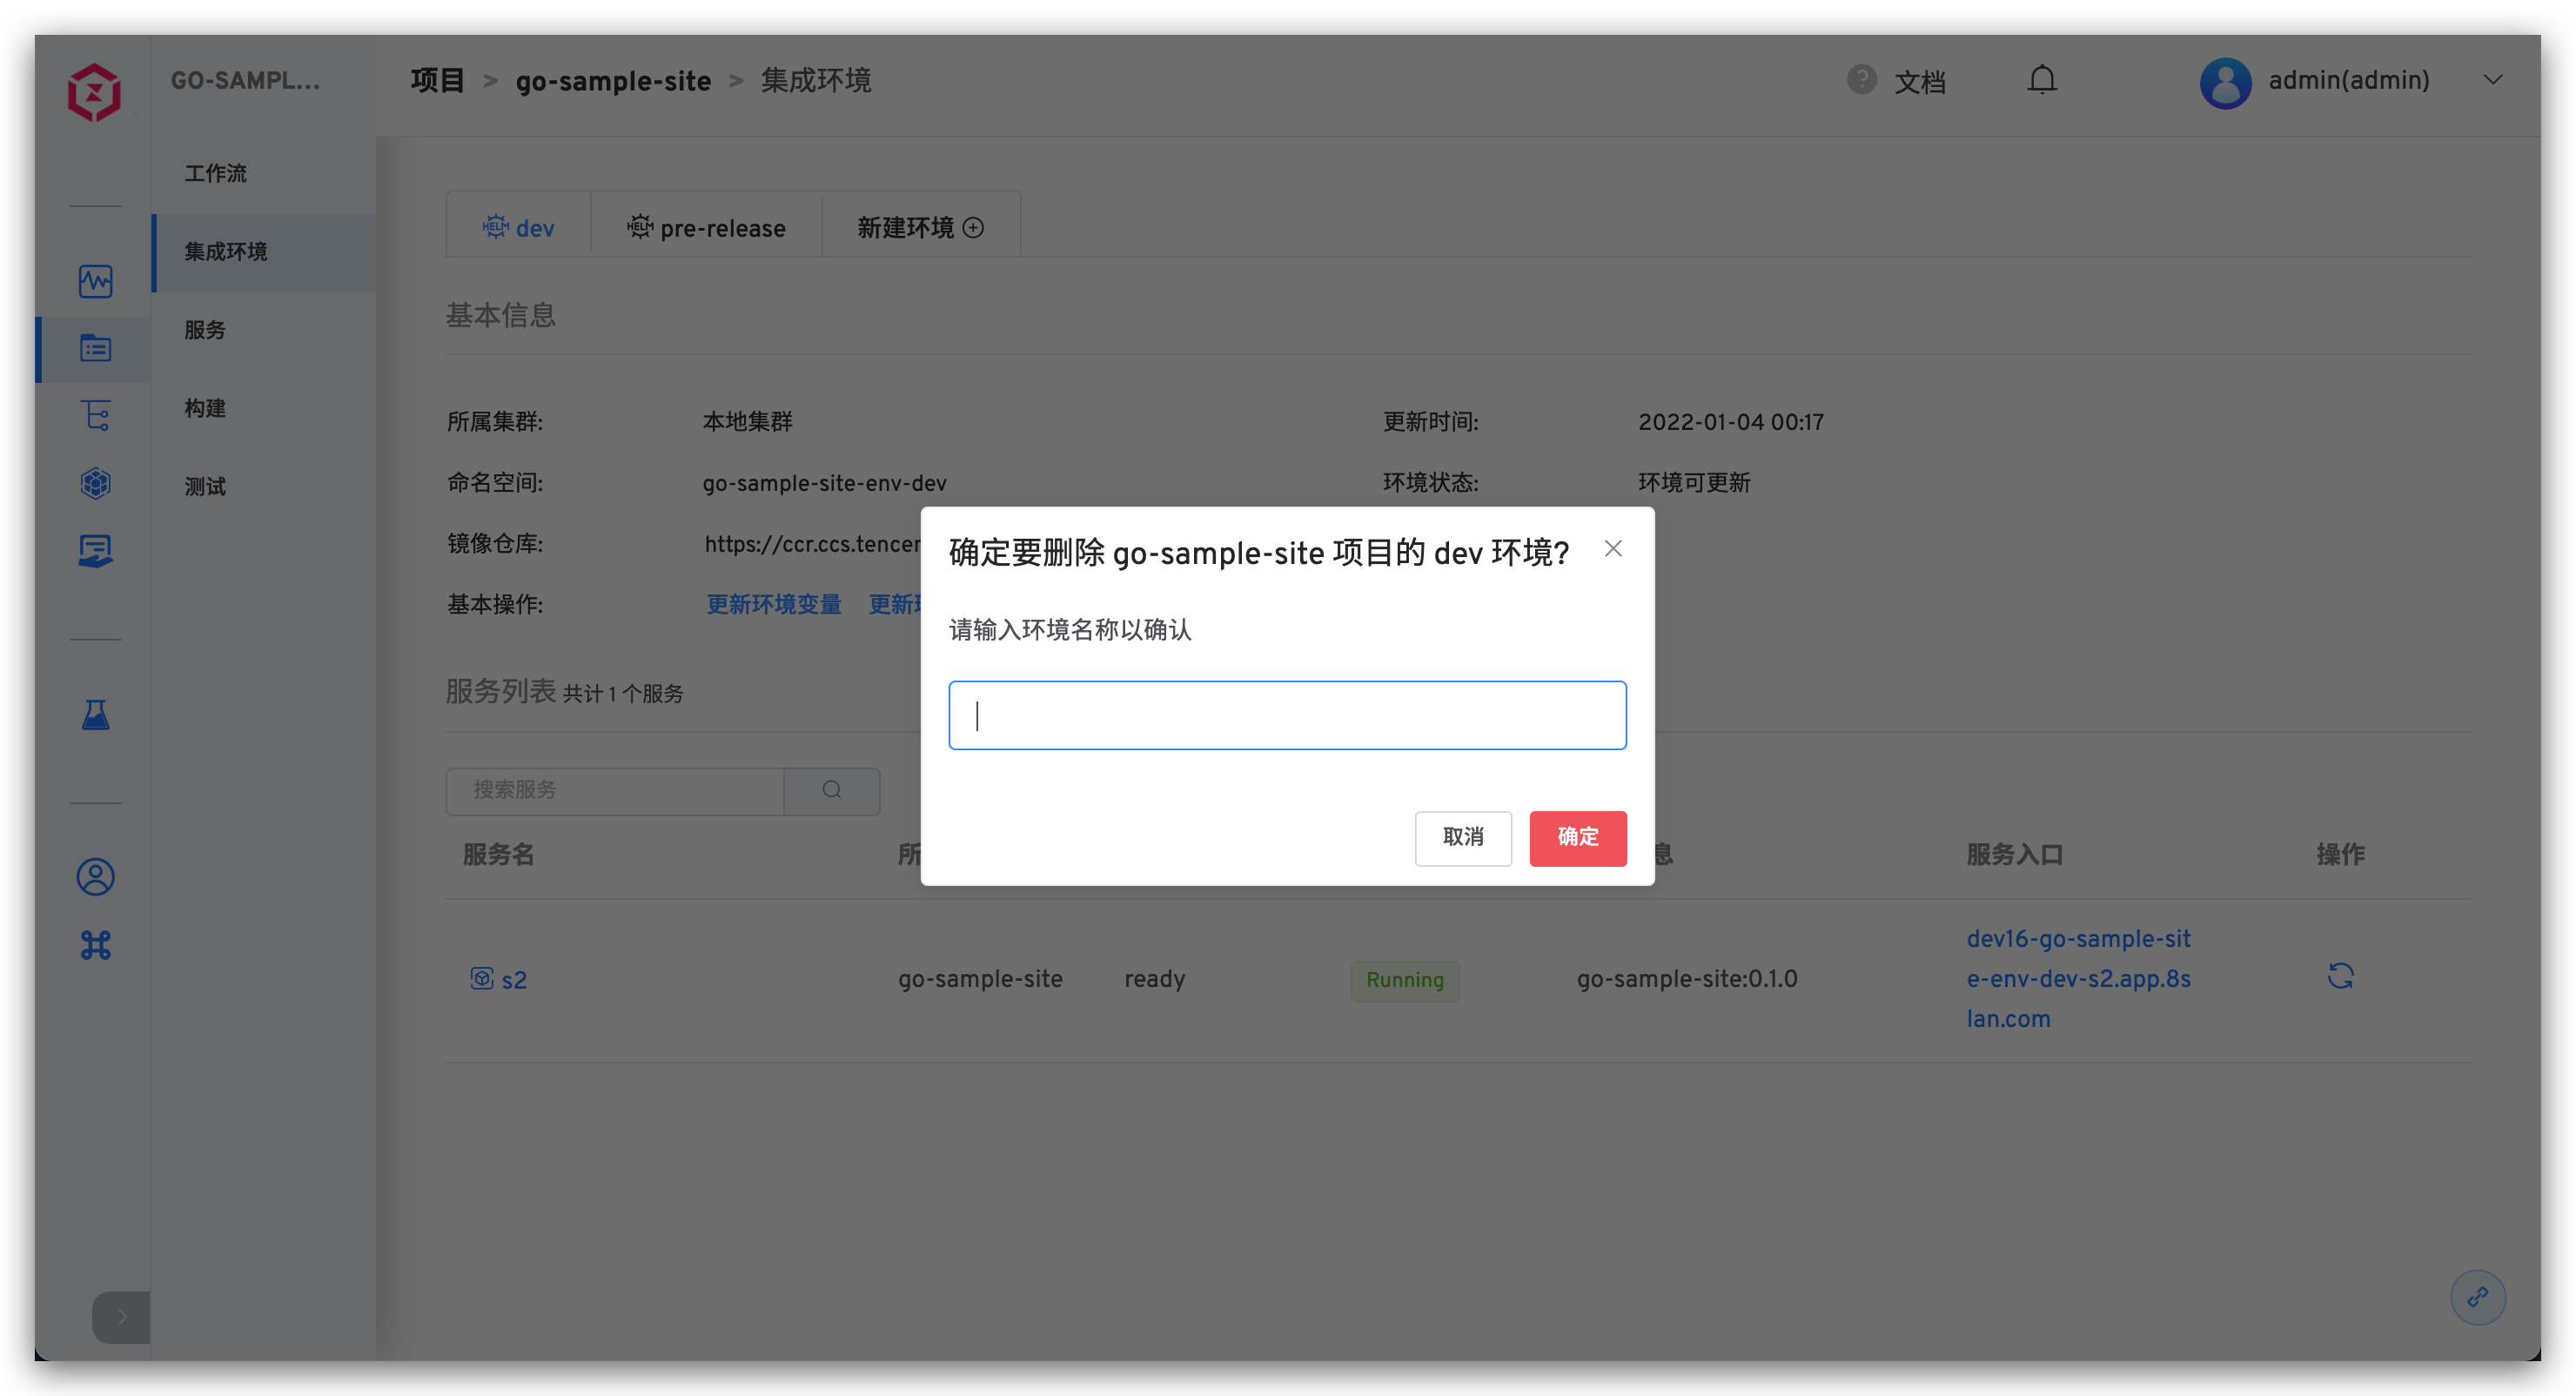 GO-SAMPL...
项目 > go-sample-site > 集成环境
文档
admin(admin)
工作流
集成环境
服务
构建
测试
HELM dev
HELM pre-release
新建环境
基本信息
所属集群: 本地集群
更新时间: 2022-01-04 00:17
命名空间: go-sample-site-env-dev
环境状态: 环境可更新
镜像仓库: https://ccr.ccs.tencen
基本操作: 更新环境变量 更新
确定要删除 go-sample-site 项目的 dev 环境?
请输入环境名称以确认
取消
确定
服务列表 共计 1 个服务
搜索服务
服务名 所 息 服务入口 操作
s2 go-sample-site ready Running go-sample-site:0.1.0
dev16-go-sample-sit
e-env-dev-s2.app.8s
lan.com